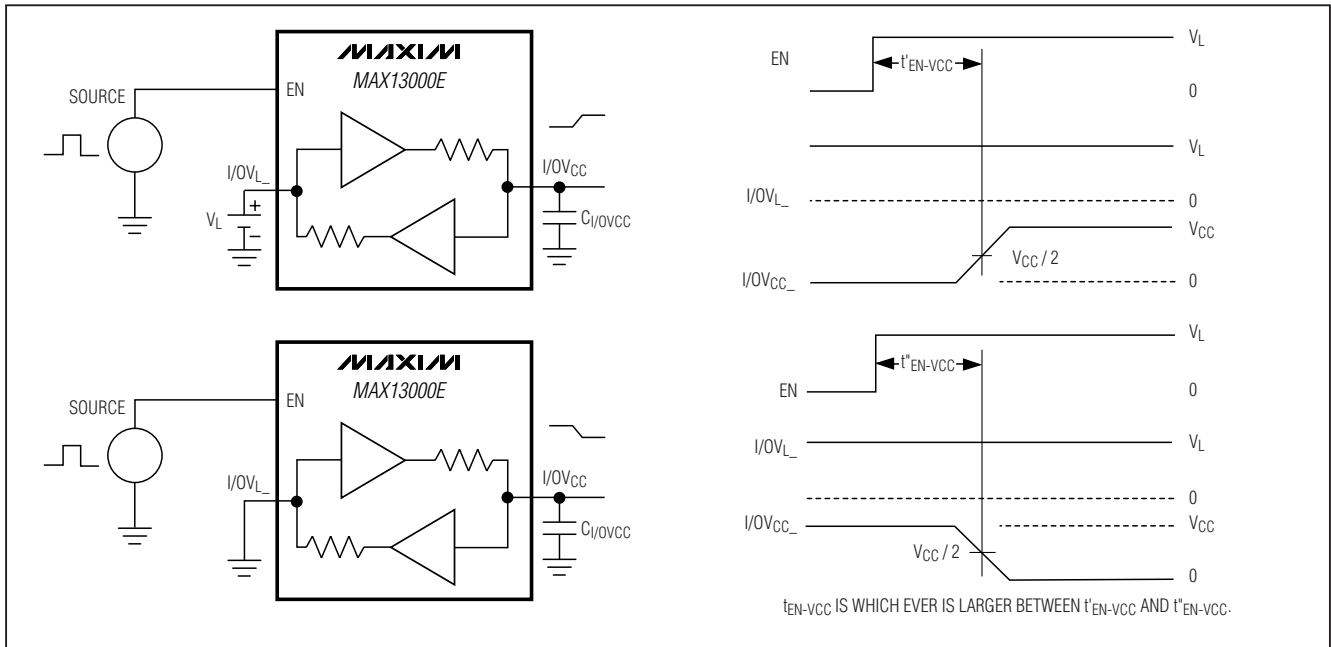 MAXIM
MAX13000E
SOURCE
EN
I/OVL_
VL
+
−
I/OVCC
CI/OVCC
EN
t'EN-VCC
VL
0
VL
I/OVL_
0
VCC
VCC / 2
I/OVCC_
0
MAXIM
MAX13000E
SOURCE
EN
I/OVL_
I/OVCC
CI/OVCC
VL
t"EN-VCC
EN
0
I/OVL_
VL
0
I/OVCC_
VCC
VCC / 2
0
tEN-VCC IS WHICH EVER IS LARGER BETWEEN t'EN-VCC AND t"EN-VCC.